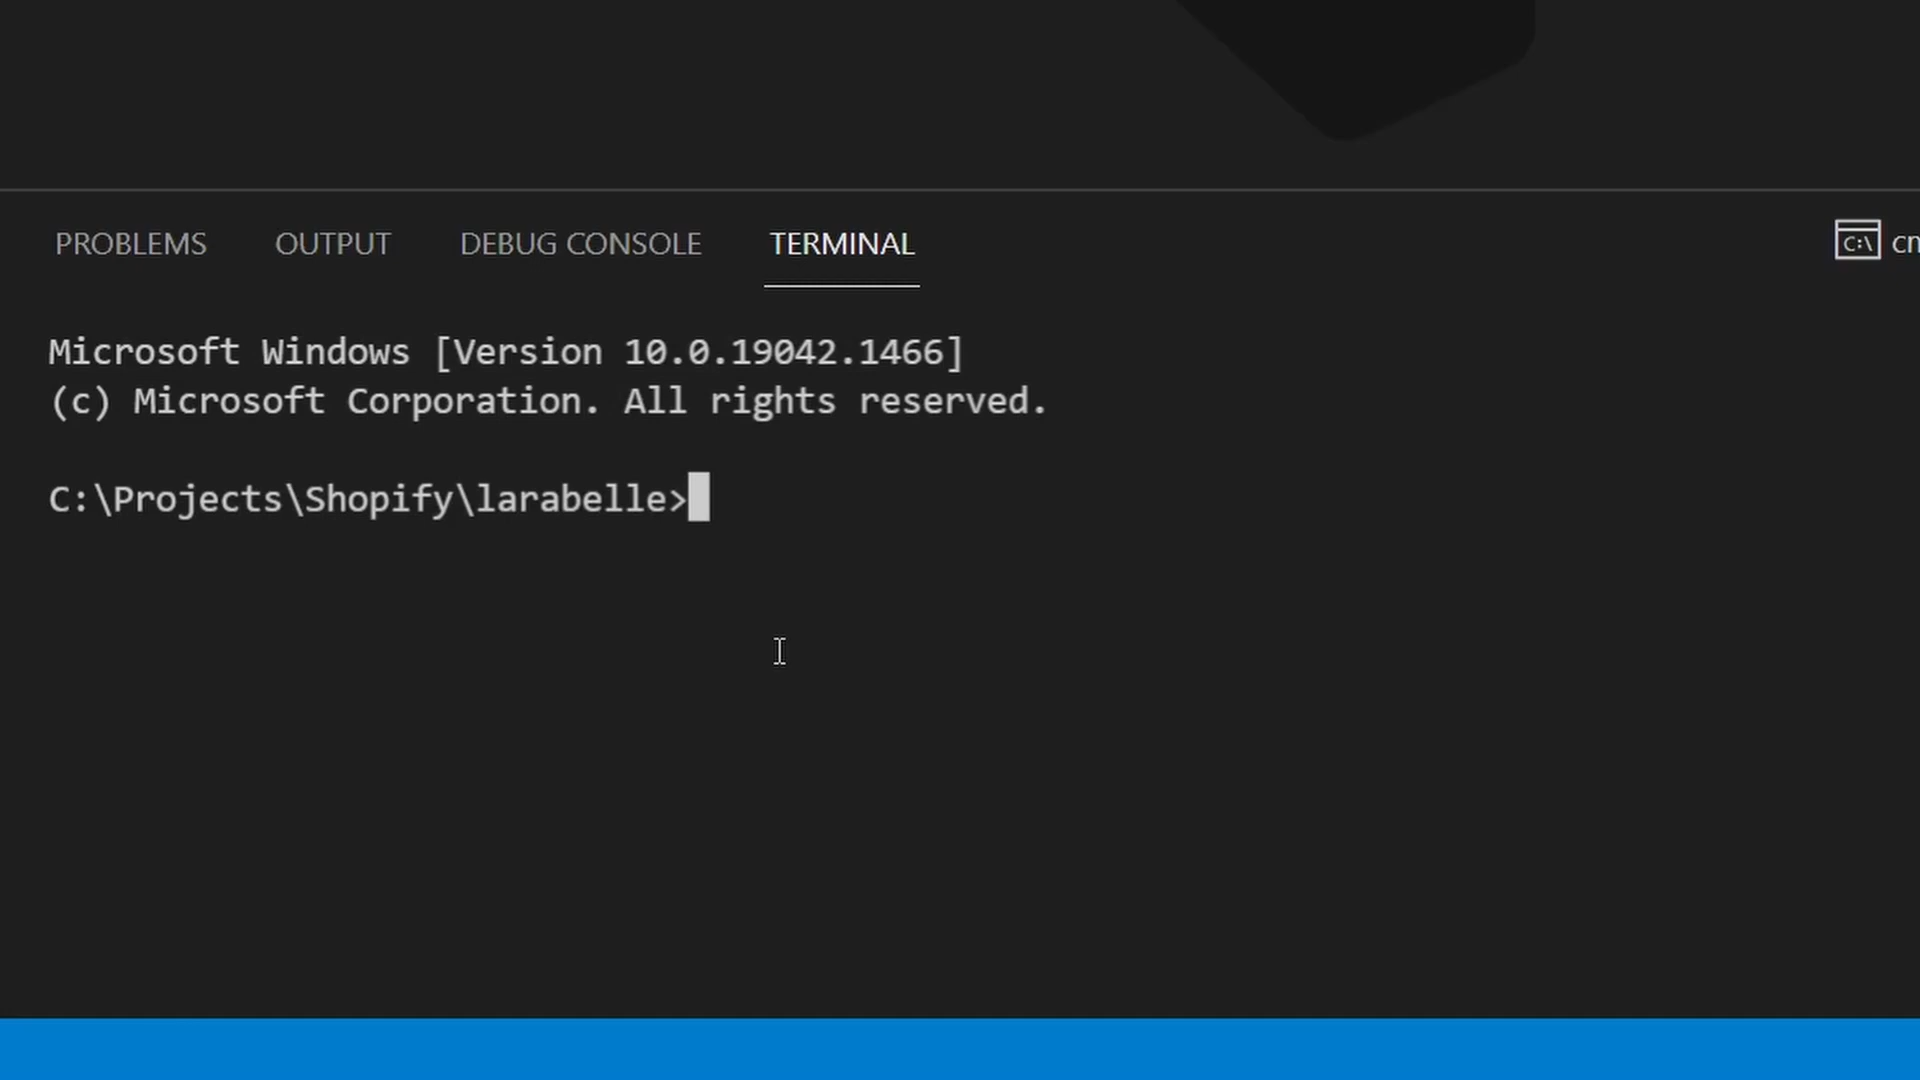 PROBLEMS OUTPUT DEBUG CONSOLE TERMINAL C:\ cm
Microsoft Windows [Version 10.0.19042.1466]
(c) Microsoft Corporation. All rights reserved.
C:\Projects\Shopify\larabelle>